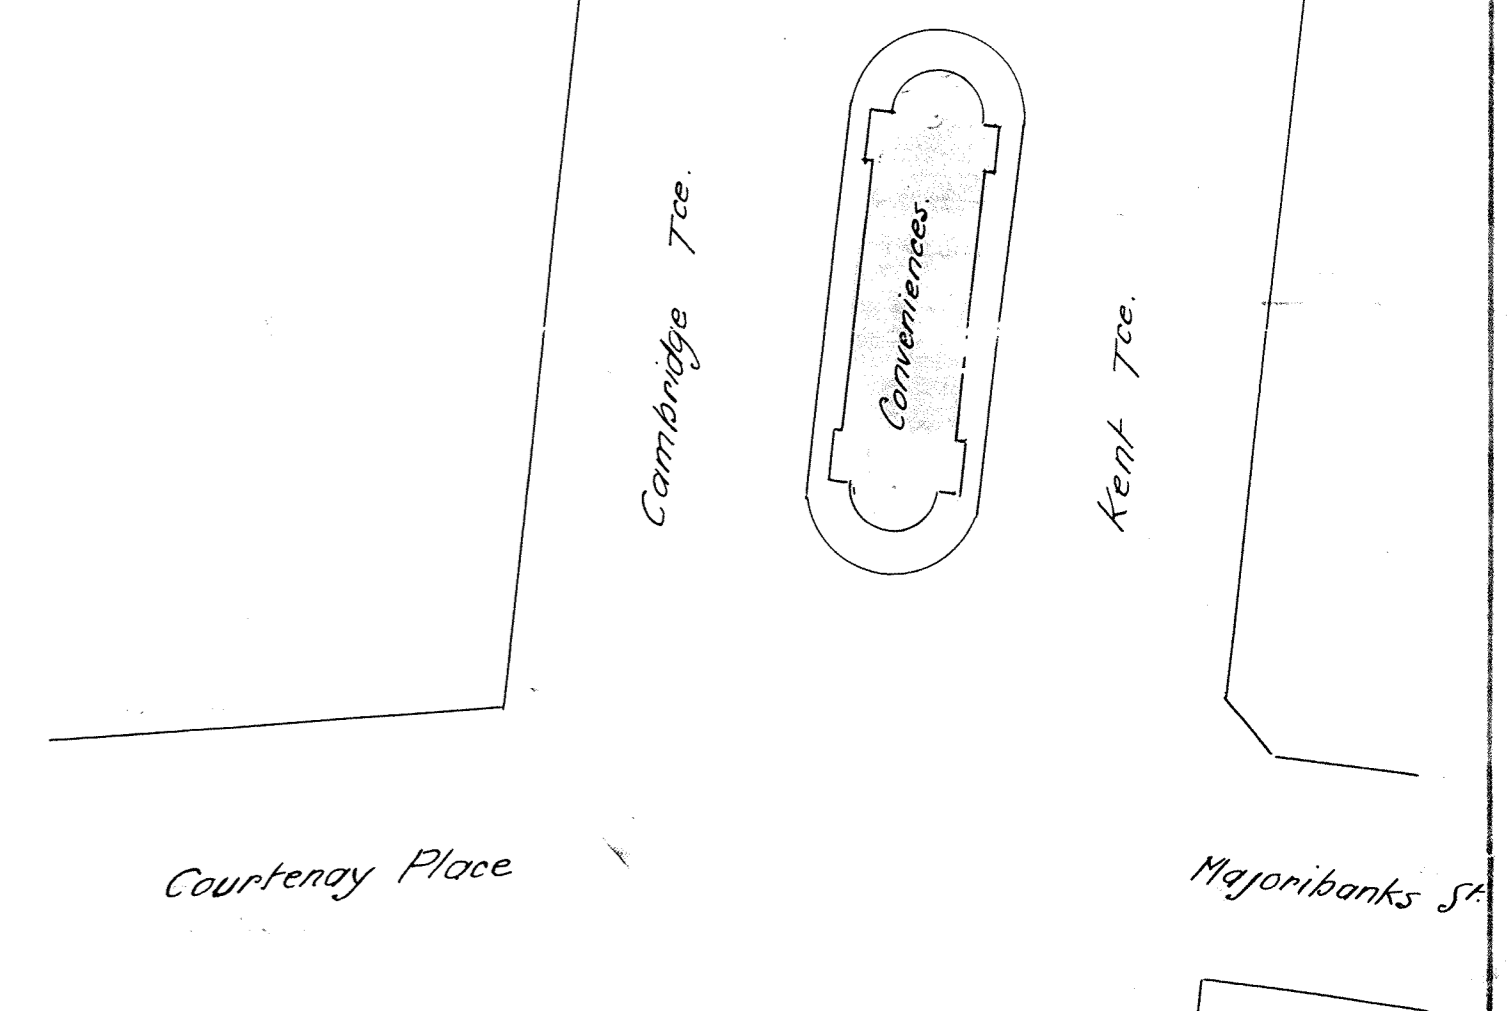 Cambridge Tce.
Conveniences.
Kent Tce.
Courtenay Place
Majoribanks St.